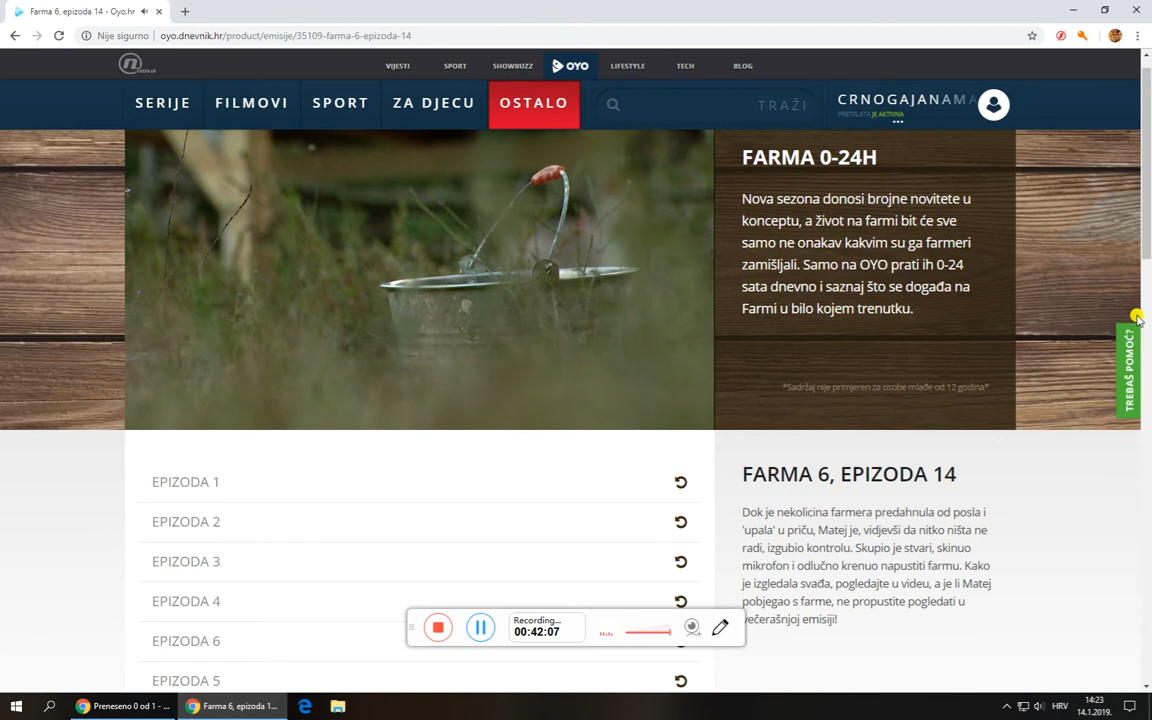 Farma 6, epizoda 14 - Oyo.hr
Nije sigurno
oyo.dnevnik.hr/product/emisije/35109-farma-6-epizoda-14
nova
VIJESTI
SPORT
SHOWBUZZ
OYO
LIFESTYLE
TECH
BLOG
SERIJE
FILMOVI
SPORT
ZA DJECU
OSTALO
TRAŽI
CRNOGAJANAMA
PRETPLATA JE AKTIVNA
FARMA 0-24H
Nova sezona donosi brojne novitete u
konceptu, a život na farmi bit će sve
samo ne onakav kakvim su ga farmeri
zamišljali. Samo na OYO prati ih 0-24
sata dnevno i saznaj što se događa na
Farmi u bilo kojem trenutku.
*Sadržaj nije primjeren za osobe mlađe od 12 godina*
TREBAŠ POMOĆ?
EPIZODA 1
EPIZODA 2
EPIZODA 3
EPIZODA 4
EPIZODA 6
EPIZODA 5
FARMA 6, EPIZODA 14
Dok je nekolicina farmera predahnula od posla i
'upala' u priču, Matej je, vidjevši da nitko ništa ne
radi, izgubio kontrolu. Skupio je stvari, skinuo
mikrofon i odlučno krenuo napustiti farmu. Kako
je izgledala svađa, pogledajte u videu, a je li Matej
pobjegao s farme, ne propustite pogledati u
večerašnjoj emisiji!
Recording...
00:42:07
Preneseno 0 od 1 - ...
Farma 6, epizoda 1...
HRV
14:23
14.1.2019.